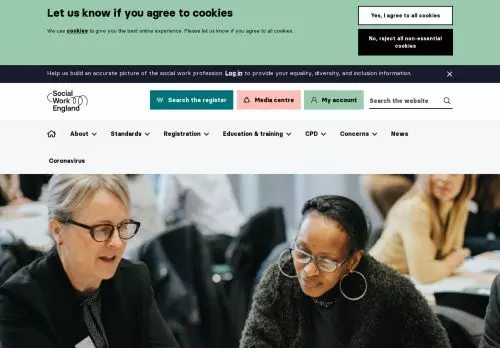 Let us know if you agree to cookies
We use cookies to give you the best online experience. Please let us know if you agree to all cookies.
Yes, I agree to all cookies
No, reject all non-essential
cookies
Help us build an accurate picture of the social work profession. Log in to provide your equality, diversity, and inclusion information.
Social
Work
England
Search the register
Media centre
My account
Search the website
About
Standards
Registration
Education & training
CPD
Concerns
News
Coronavirus